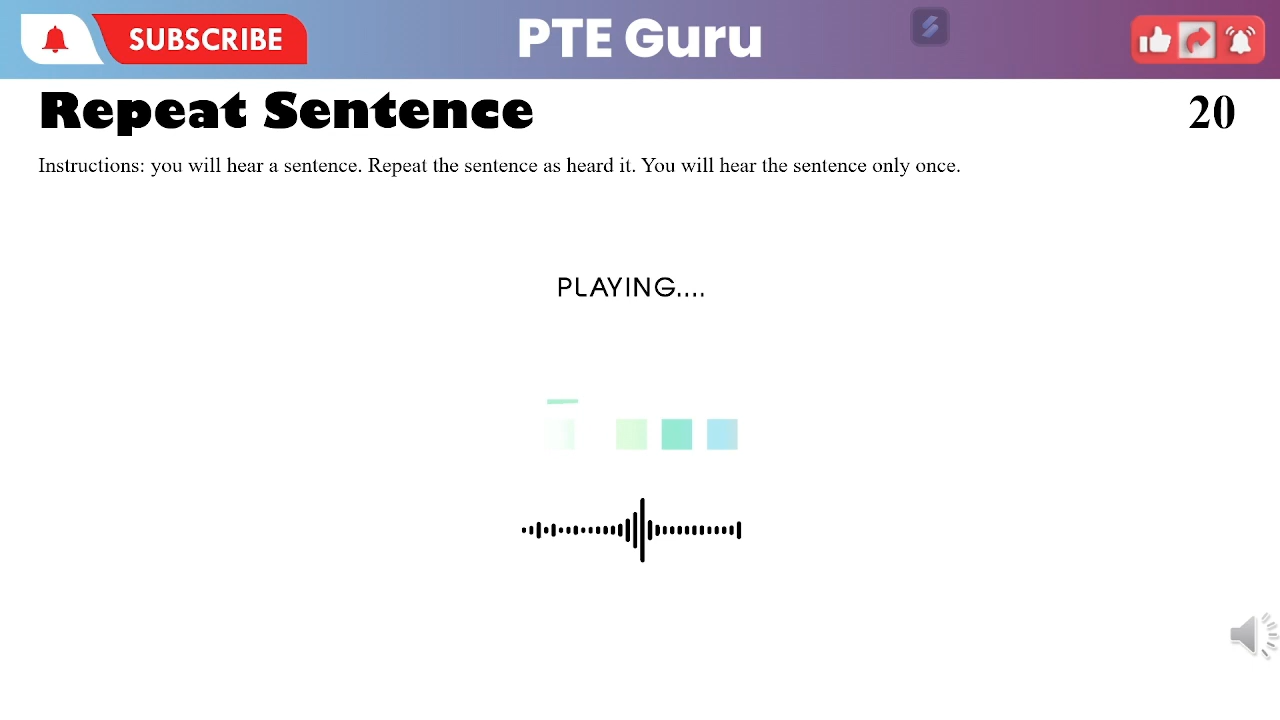 SUBSCRIBE
PTE Guru
Repeat Sentence
20
Instructions: you will hear a sentence. Repeat the sentence as heard it. You will hear the sentence only once.
PLAYING....